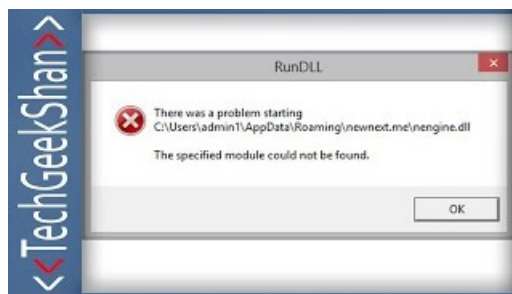 <<TechGeekShan>>
RunDLL
There was a problem starting
C:\Users\admin1\AppData\Roaming\newnext.me\nengine.dll
The specified module could not be found.
OK